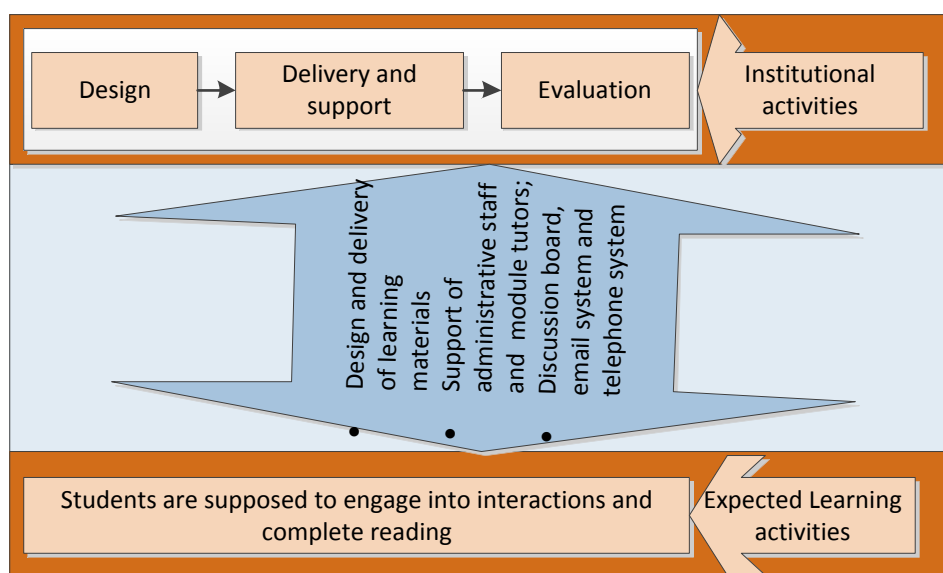 Design
Delivery and
support
Evaluation
Institutional
activities
• Design and delivery
of learning
materials
• Support of
administrative staff
and module tutors;
• Discussion board,
email system and
telephone system
Students are supposed to engage into interactions and
complete reading
Expected Learning
activities